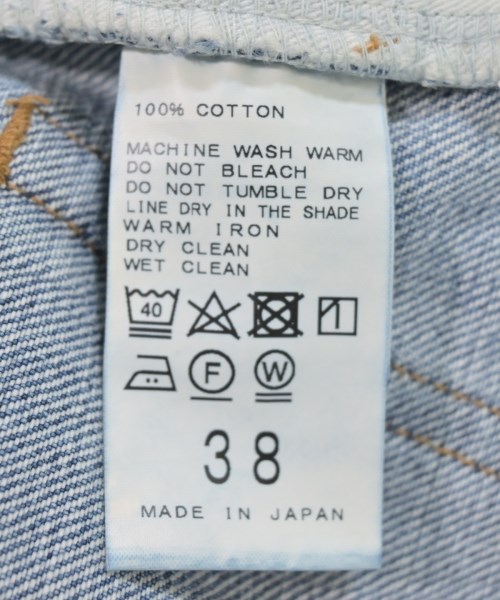 100% COTTON
MACHINE WASH WARM
DO NOT BLEACH
DO NOT TUMBLE DRY
LINE DRY IN THE SHADE
WARM IRON
DRY CLEAN
WET CLEAN
40
F W
38
MADE IN JAPAN